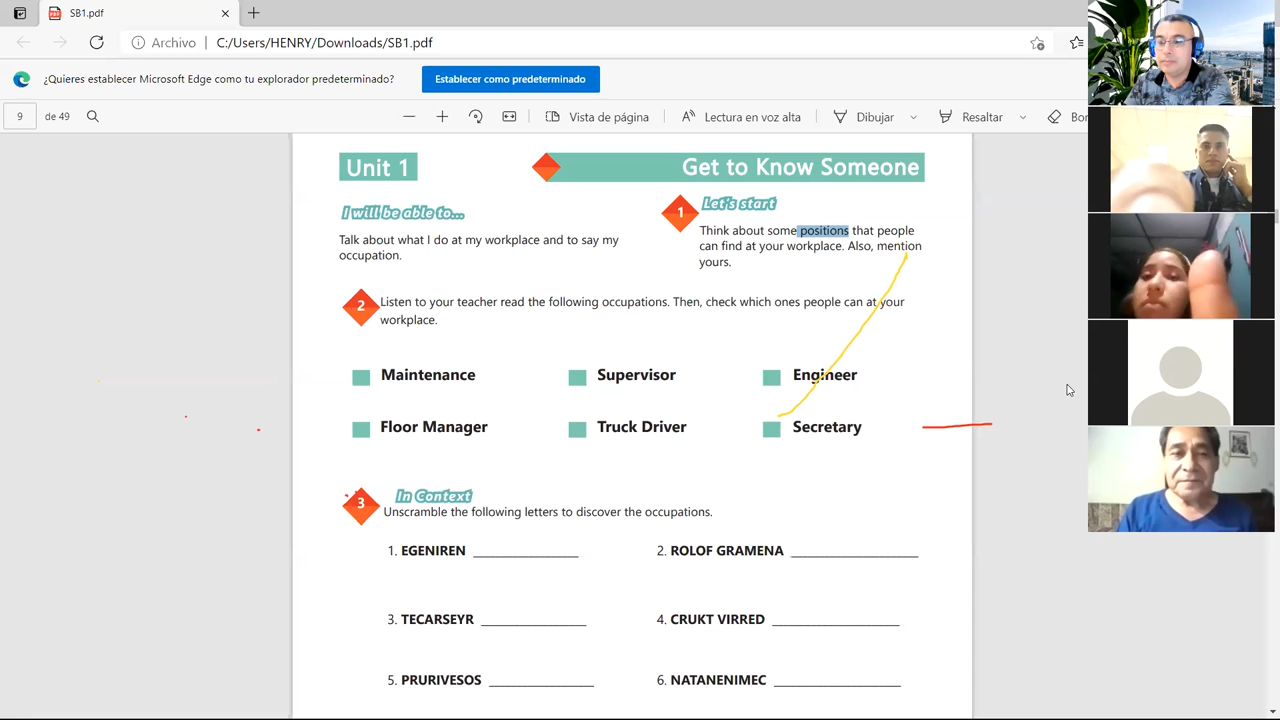 SB1.pdf
Archivo C:/Users/HENRY/Downloads/SB1.pdf
¿Quieres establecer Microsoft Edge como tu explorador predeterminado? Establecer como predeterminado
9 de 49 Vista de página Lectura en voz alta Dibujar Resaltar Bor
Unit 1 Get to Know Someone
I will be able to...
Talk about what I do at my workplace and to say my
occupation.
1 Let's start
Think about some positions that people
can find at your workplace. Also, mention
yours.
2 Listen to your teacher read the following occupations. Then, check which ones people can at your
workplace.
Maintenance Supervisor Engineer
Floor Manager Truck Driver Secretary
3 In Context
Unscramble the following letters to discover the occupations.
1. EGENIREN 2. ROLOF GRAMENA
3. TECARSEYR 4. CRUKT VIRRED
5. PRURIVESOS 6. NATANENIMEC